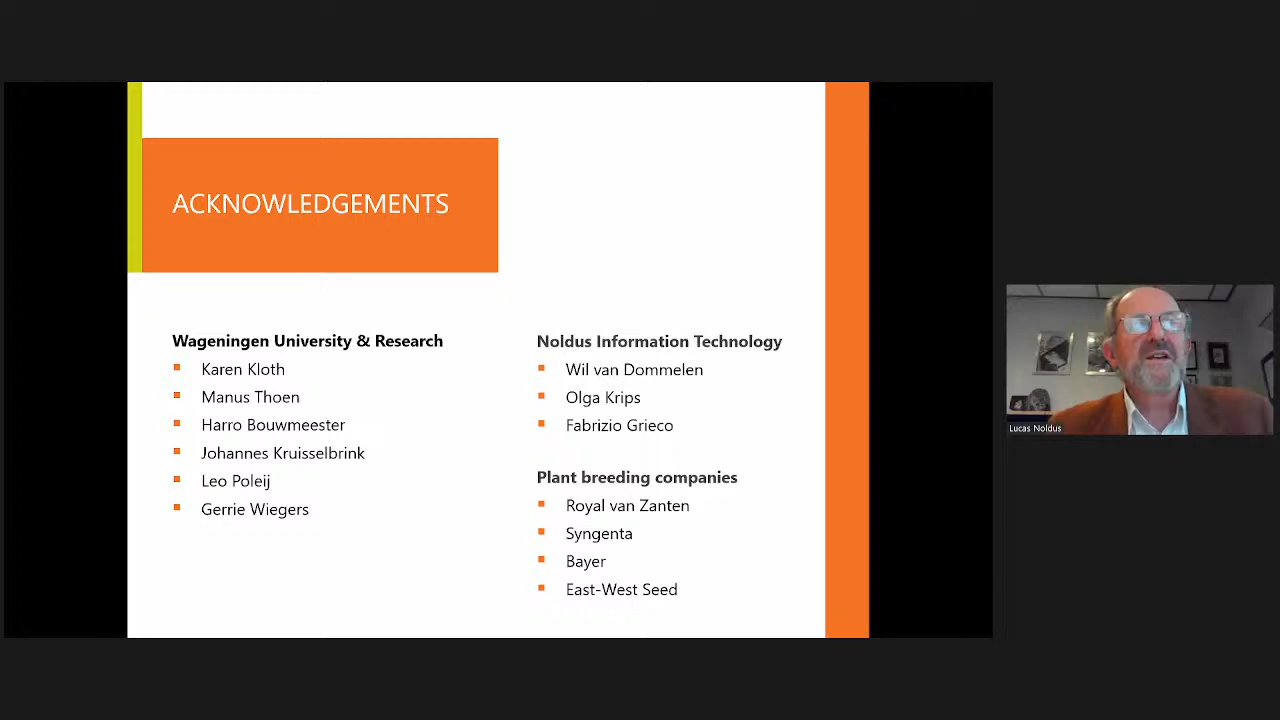 ACKNOWLEDGEMENTS
Wageningen University & Research
Karen Kloth
Manus Thoen
Harro Bouwmeester
Johannes Kruisselbrink
Leo Poleij
Gerrie Wiegers
Noldus Information Technology
Wil van Dommelen
Olga Krips
Fabrizio Grieco
Plant breeding companies
Royal van Zanten
Syngenta
Bayer
East-West Seed
Lucas Noldus